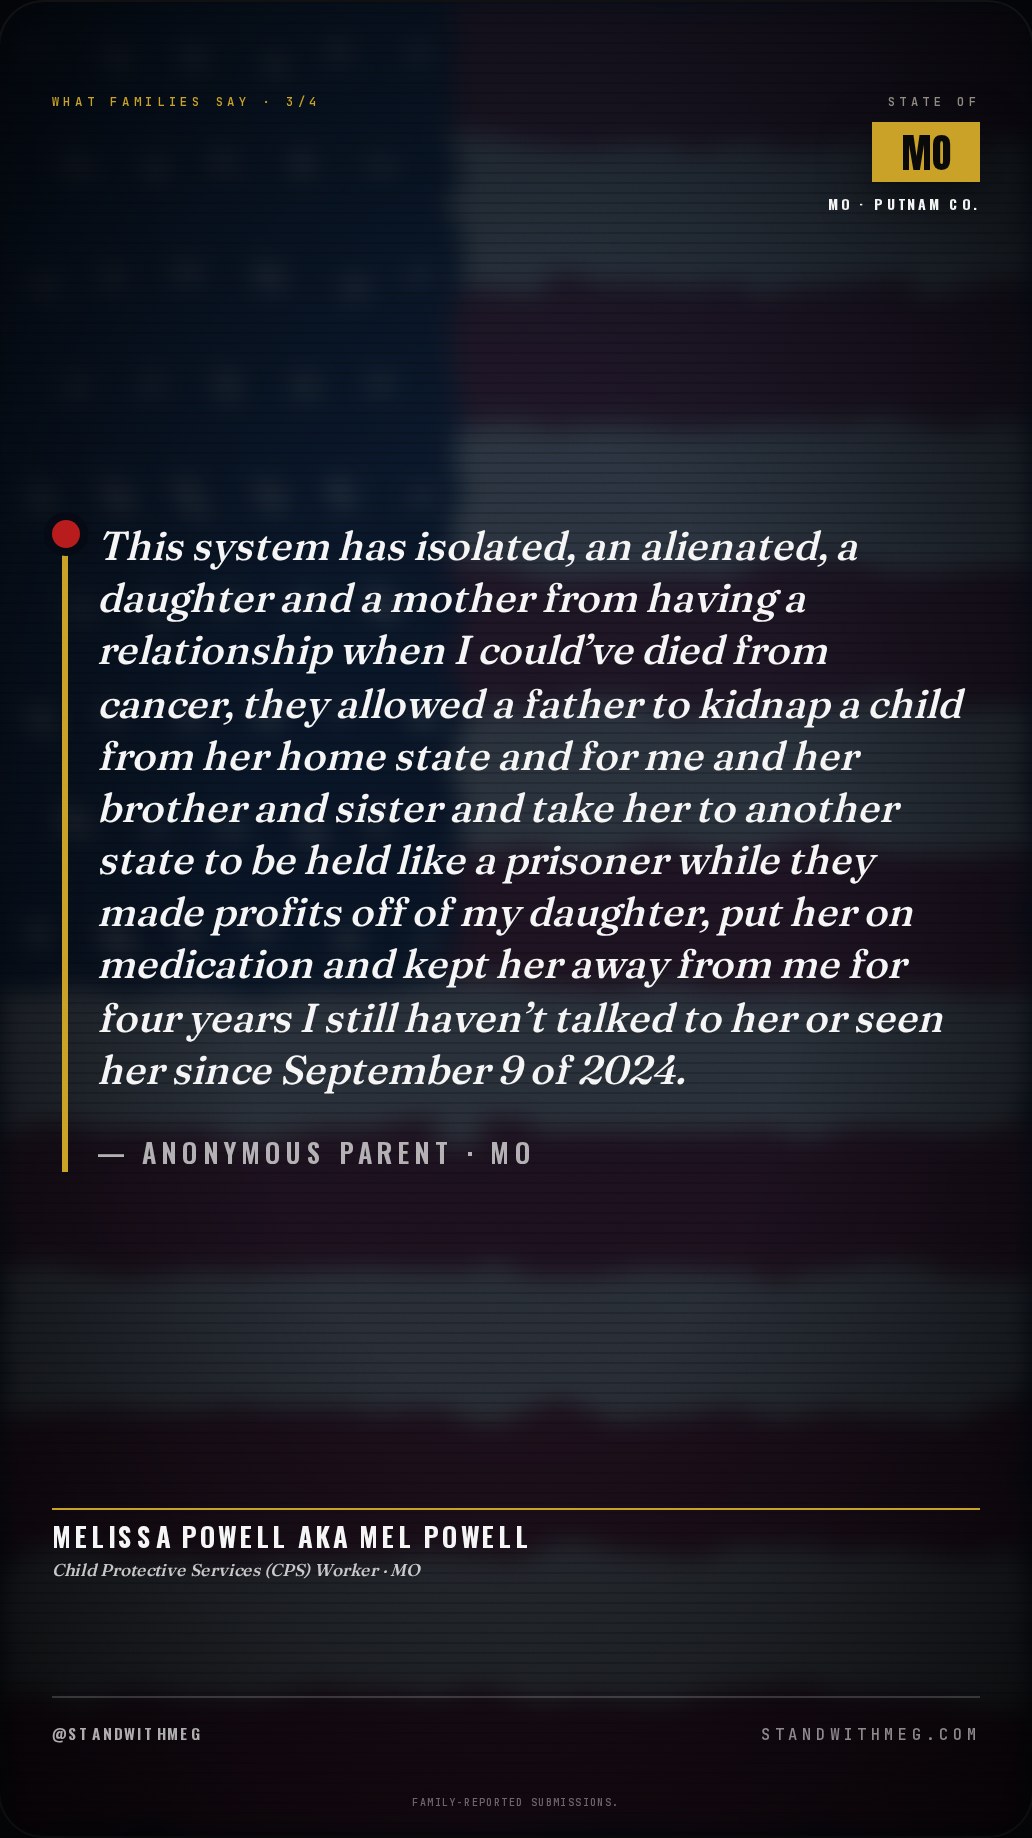 WHAT FAMILIES SAY · 3/4
STATE OF
MO
MO · PUTNAM CO.
This system has isolated, an alienated, a
daughter and a mother from having a
relationship when I could’ve died from
cancer, they allowed a father to kidnap a child
from her home state and for me and her
brother and sister and take her to another
state to be held like a prisoner while they
made profits off of my daughter, put her on
medication and kept her away from me for
four years I still haven’t talked to her or seen
her since September 9 of 2024.
— ANONYMOUS PARENT · MO
MELISSA POWELL AKA MEL POWELL
Child Protective Services (CPS) Worker · MO
@STANDWITHMEG
STANDWITHMEG.COM
FAMILY-REPORTED SUBMISSIONS.